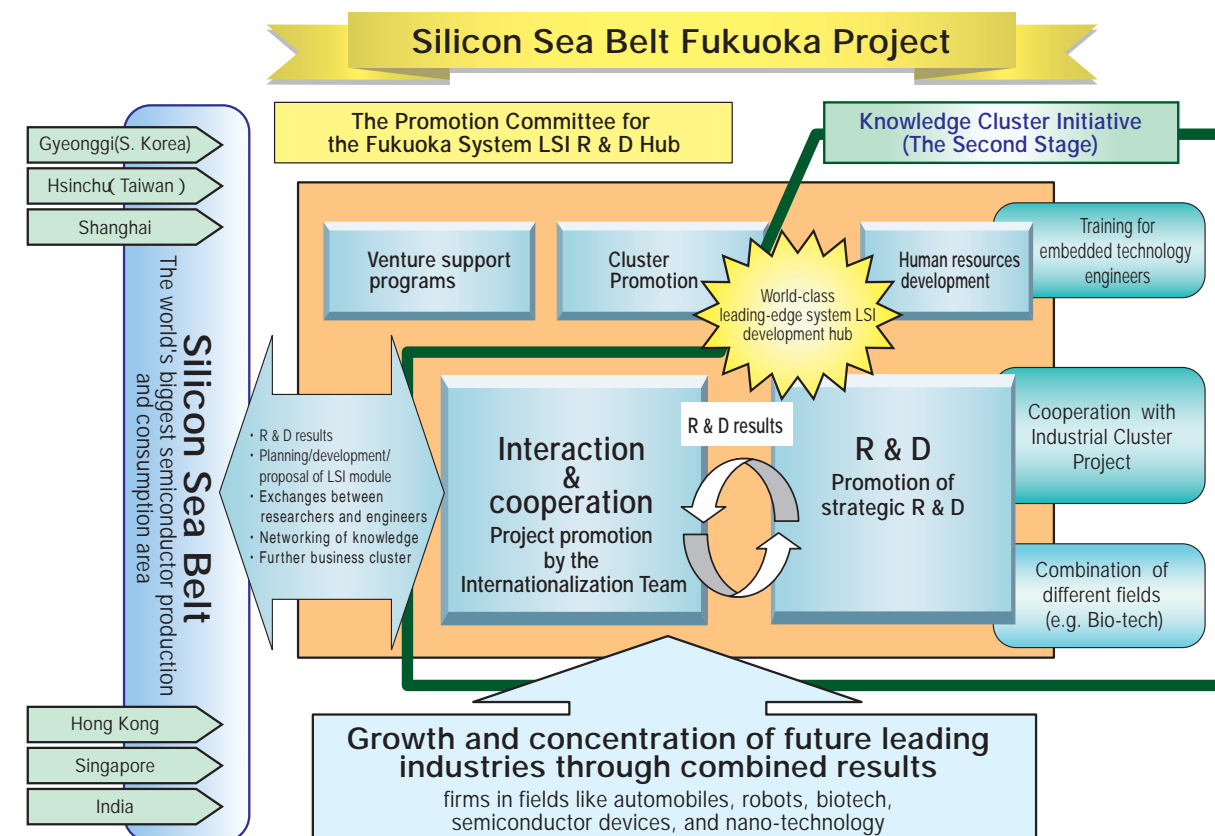 Silicon Sea Belt Fukuoka Project
The Promotion Committee for
the Fukuoka System LSI R & D Hub
Knowledge Cluster Initiative
(The Second Stage)
Gyeonggi(S. Korea)
Hsinchu( Taiwan )
Shanghai
Silicon Sea Belt
The world's biggest semiconductor production
and consumption area
Hong Kong
Singapore
India
Venture support
programs
Cluster
Promotion
Human resources
development
Training for
embedded technology
engineers
World-class
leading-edge system LSI
development hub
・R & D results
・Planning/development/
proposal of LSI module
・Exchanges between
researchers and engineers
・Networking of knowledge
・Further business cluster
Interaction
&
cooperation
Project promotion
by the
Internationalization Team
R & D results
R & D
Promotion of
strategic R & D
Cooperation with
Industrial Cluster
Project
Combination of
different fields
(e.g. Bio-tech)
Growth and concentration of future leading
industries through combined results
firms in fields like automobiles, robots, biotech,
semiconductor devices, and nano-technology